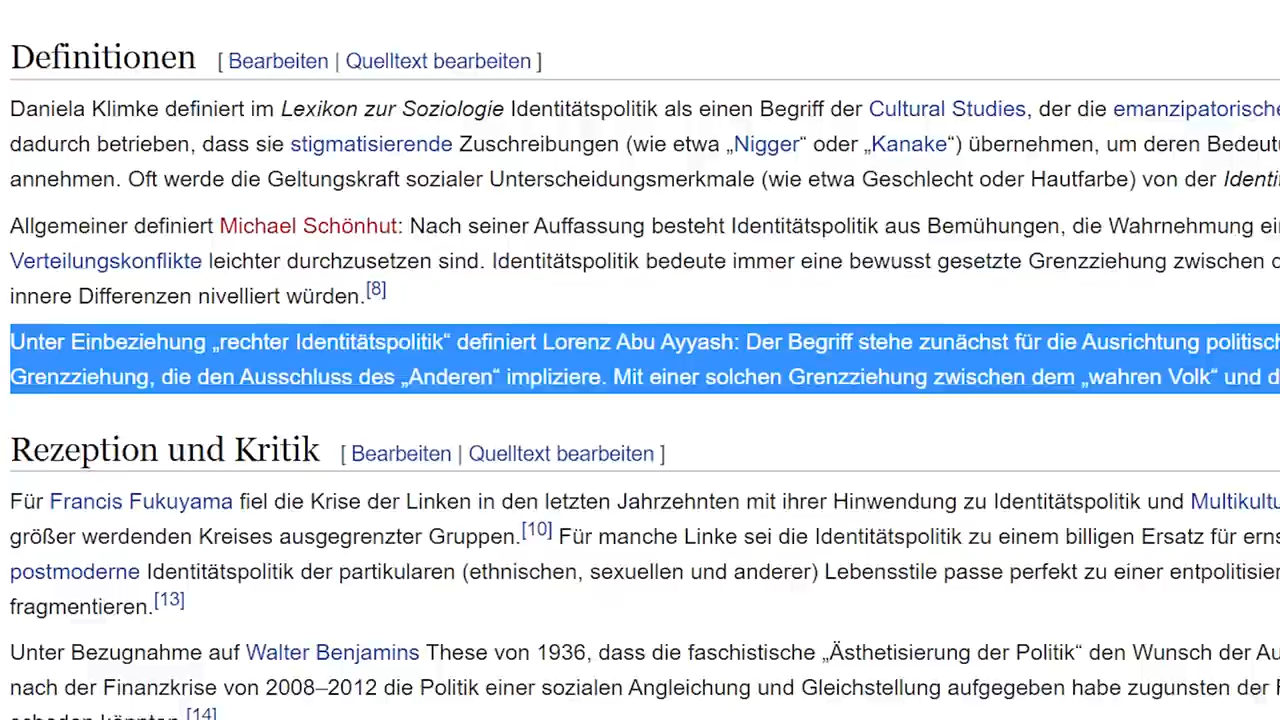 Definitionen [ Bearbeiten | Quelltext bearbeiten ]
Daniela Klimke definiert im Lexikon zur Soziologie Identitätspolitik als einen Begriff der Cultural Studies, der die emanzipatorische
dadurch betrieben, dass sie stigmatisierende Zuschreibungen (wie etwa „Nigger“ oder „Kanake“) übernehmen, um deren
annehmen. Oft werde die Geltungskraft sozialer Unterscheidungsmerkmale (wie etwa Geschlecht oder Hautfarbe) von der
Allgemeiner definiert Michael Schönhut: Nach seiner Auffassung besteht Identitätspolitik aus Bemühungen, die Wahrnehmung
Verteilungskonflikte leichter durchzusetzen sind. Identitätspolitik bedeute immer eine bewusst gesetzte Grenzziehung zwischen
innere Differenzen nivelliert würden.[8]
Unter Einbeziehung „rechter Identitätspolitik“ definiert Lorenz Abu Ayyash: Der Begriff stehe zunächst für die Ausrichtung
Grenzziehung, die den Ausschluss des „Anderen“ impliziere. Mit einer solchen Grenzziehung zwischen dem „wahren Volk“ und
Rezeption und Kritik [ Bearbeiten | Quelltext bearbeiten ]
Für Francis Fukuyama fiel die Krise der Linken in den letzten Jahrzehnten mit ihrer Hinwendung zu Identitätspolitik und
größer werdenden Kreises ausgegrenzter Gruppen.[10] Für manche Linke sei die Identitätspolitik zu einem billigen Ersatz für
postmoderne Identitätspolitik der partikularen (ethnischen, sexuellen und anderer) Lebensstile passe perfekt zu einer
fragmentieren.[13]
Unter Bezugnahme auf Walter Benjamins These von 1936, dass die faschistische „Ästhetisierung der Politik“ den Wunsch der
nach der Finanzkrise von 2008–2012 die Politik einer sozialen Angleichung und Gleichstellung aufgegeben habe zugunsten der
[14]